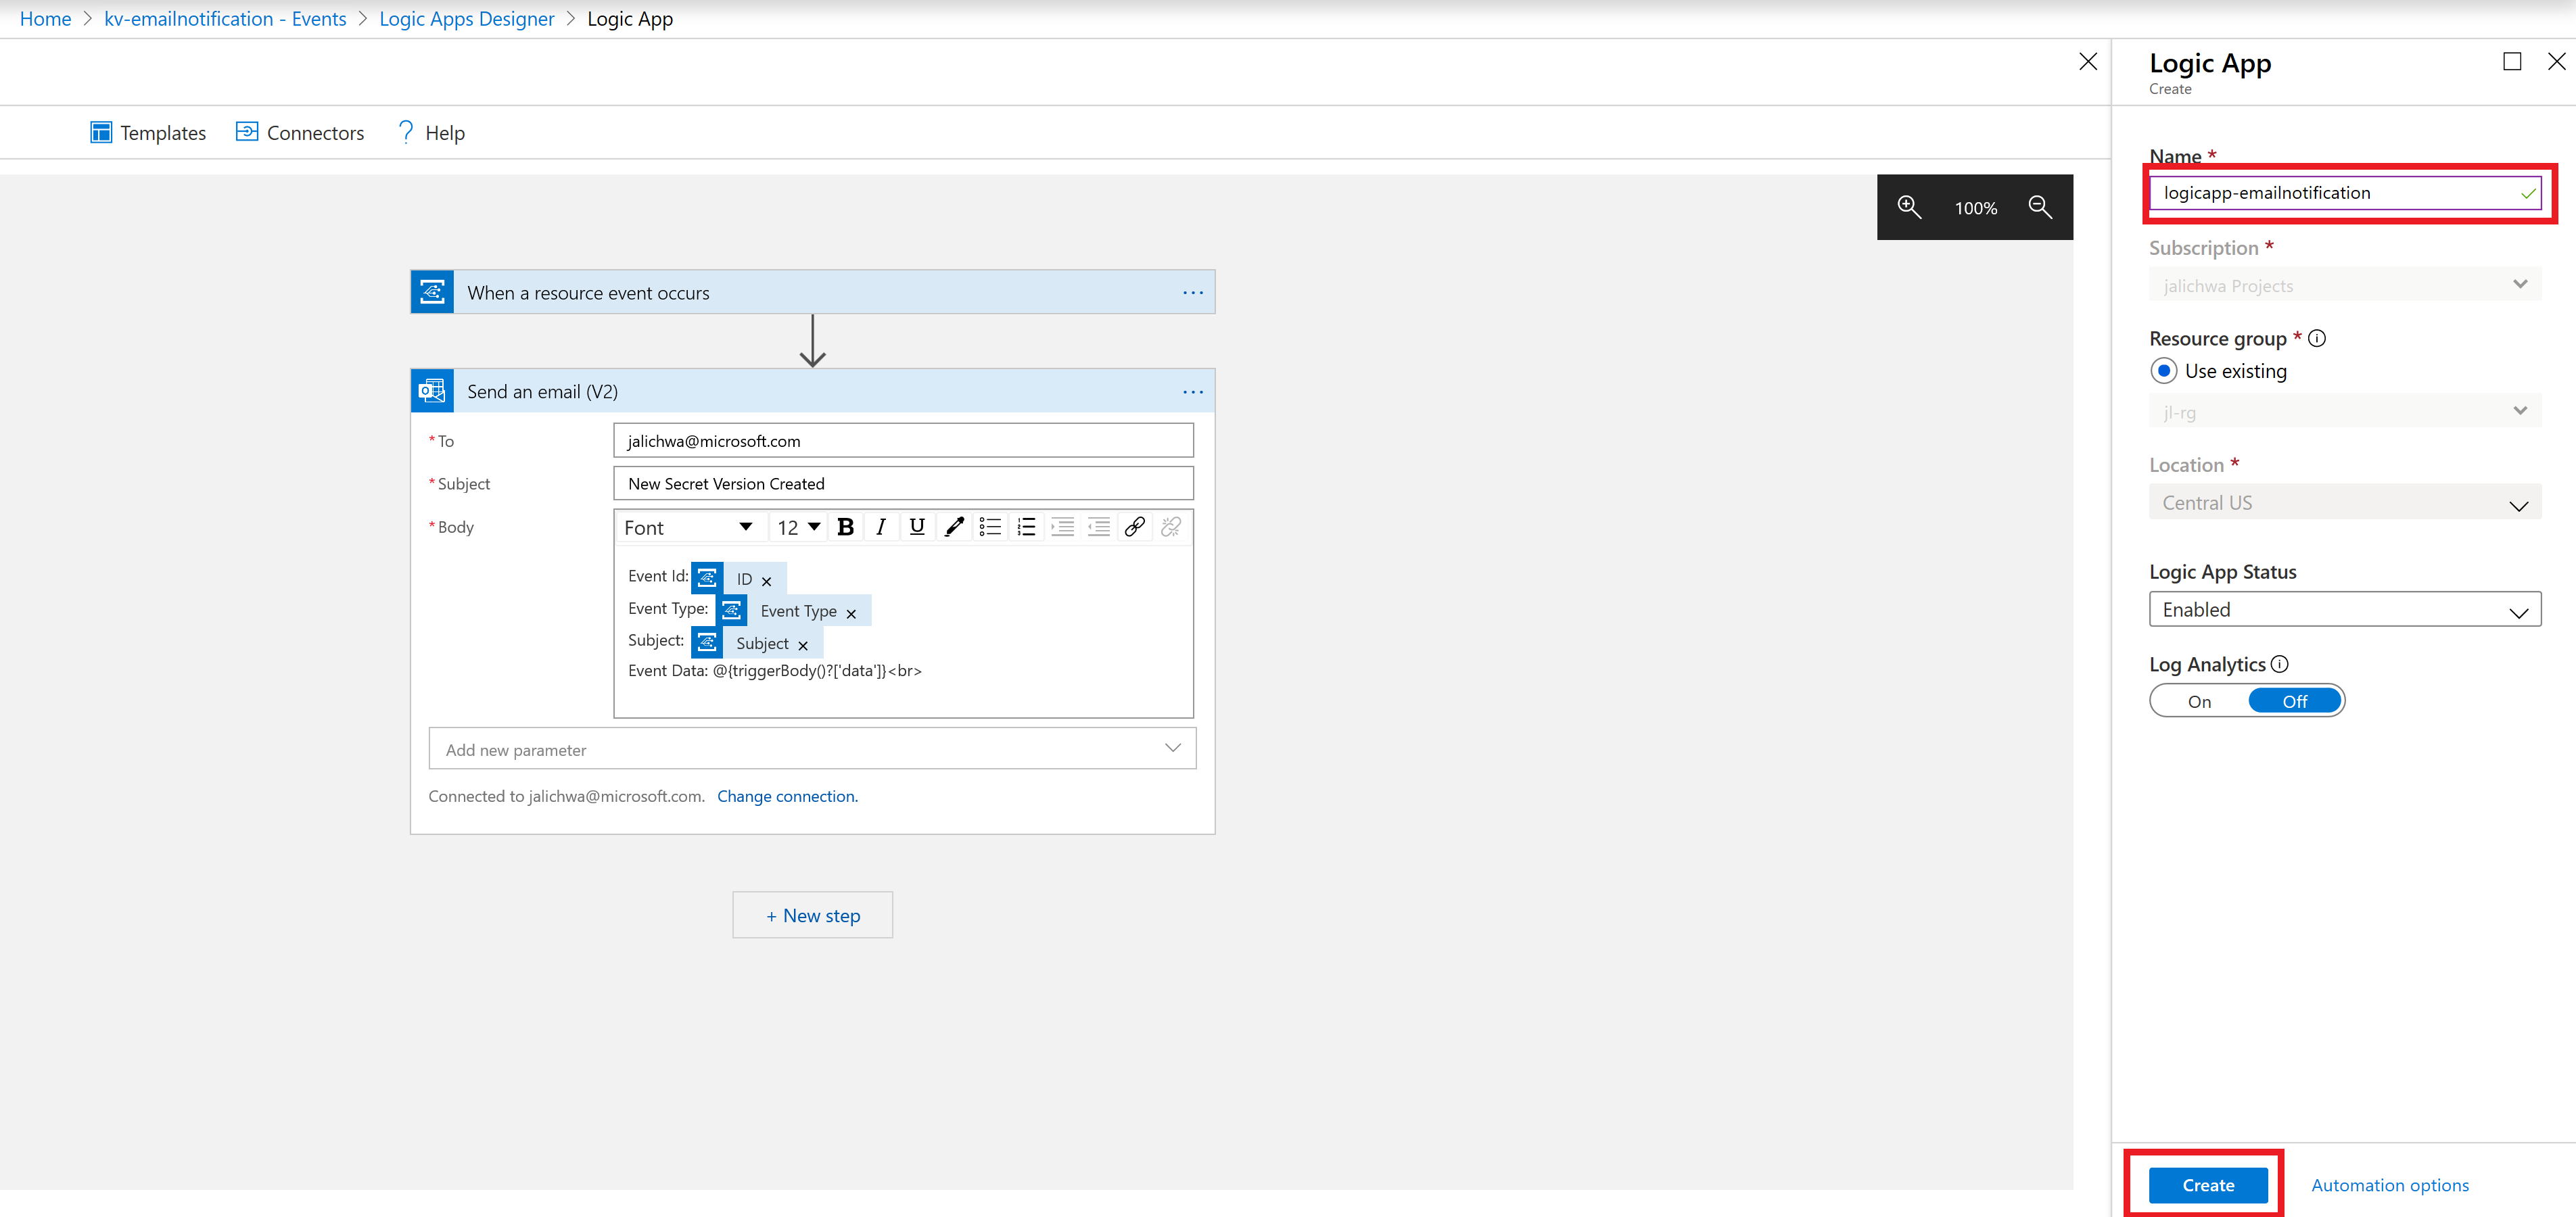 Home > kv-emailnotification - Events > Logic Apps Designer > Logic App
Templates
Connectors
? Help
100%
When a resource event occurs
...
Send an email (V2)
...
* To
jalichwa@microsoft.com
* Subject
New Secret Version Created
* Body
Font
12
B
I
U
Event Id: ID ×
Event Type: Event Type ×
Subject: Subject ×
Event Data: @{triggerBody()?['data']}<br>
Add new parameter
Connected to jalichwa@microsoft.com. Change connection.
+ New step
Logic App
Create
Name *
logicapp-emailnotification
Subscription *
jalichwa Projects
Resource group *
Use existing
jl-rg
Location *
Central US
Logic App Status
Enabled
Log Analytics
On
Off
Create
Automation options